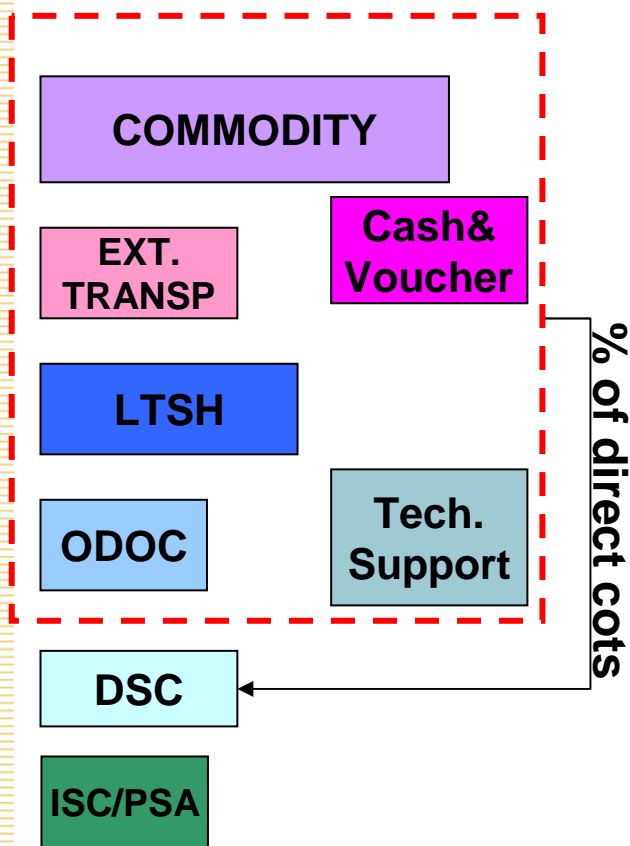 COMMODITY
Cash&
Voucher
EXT.
TRANSP
LTSH
ODOC
Tech.
Support
DSC
ISC/PSA
% of direct cots